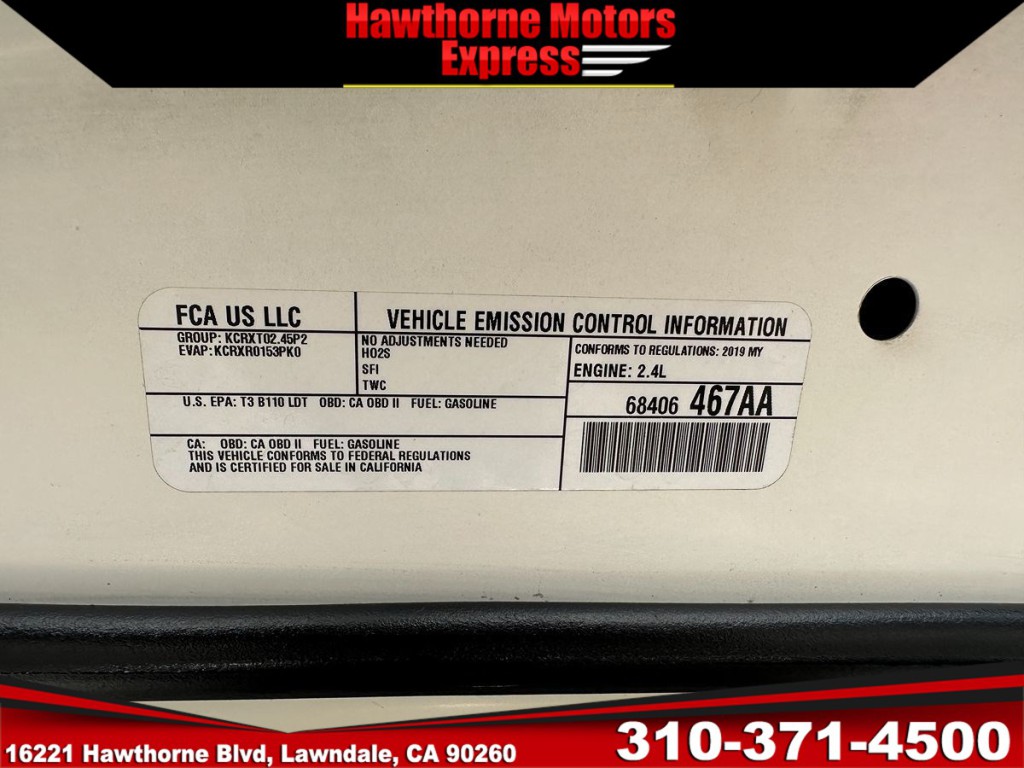 Hawthorne Motors
Express
FCA US LLC
GROUP: KCRXT02.45P2
EVAP: KCRXR0153PK0
VEHICLE EMISSION CONTROL INFORMATION
NO ADJUSTMENTS NEEDED
HO2S
SFI
TWC
CONFORMS TO REGULATIONS: 2019 MY
ENGINE: 2.4L
U.S. EPA: T3 B110 LDT OBD: CA OBD II FUEL: GASOLINE
68406 467AA
CA: OBD: CA OBD II FUEL: GASOLINE
THIS VEHICLE CONFORMS TO FEDERAL REGULATIONS
AND IS CERTIFIED FOR SALE IN CALIFORNIA
16221 Hawthorne Blvd, Lawndale, CA 90260
310-371-4500